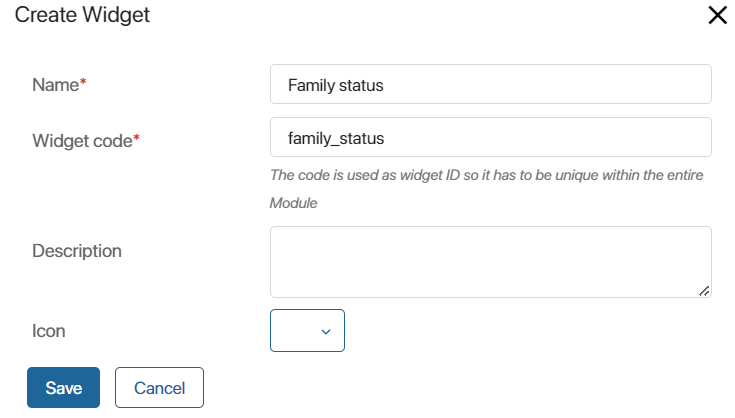 Create Widget
Name*
Family status
Widget code*
family_status
The code is used as widget ID so it has to be unique within the entire
Module
Description
Icon
Save Cancel